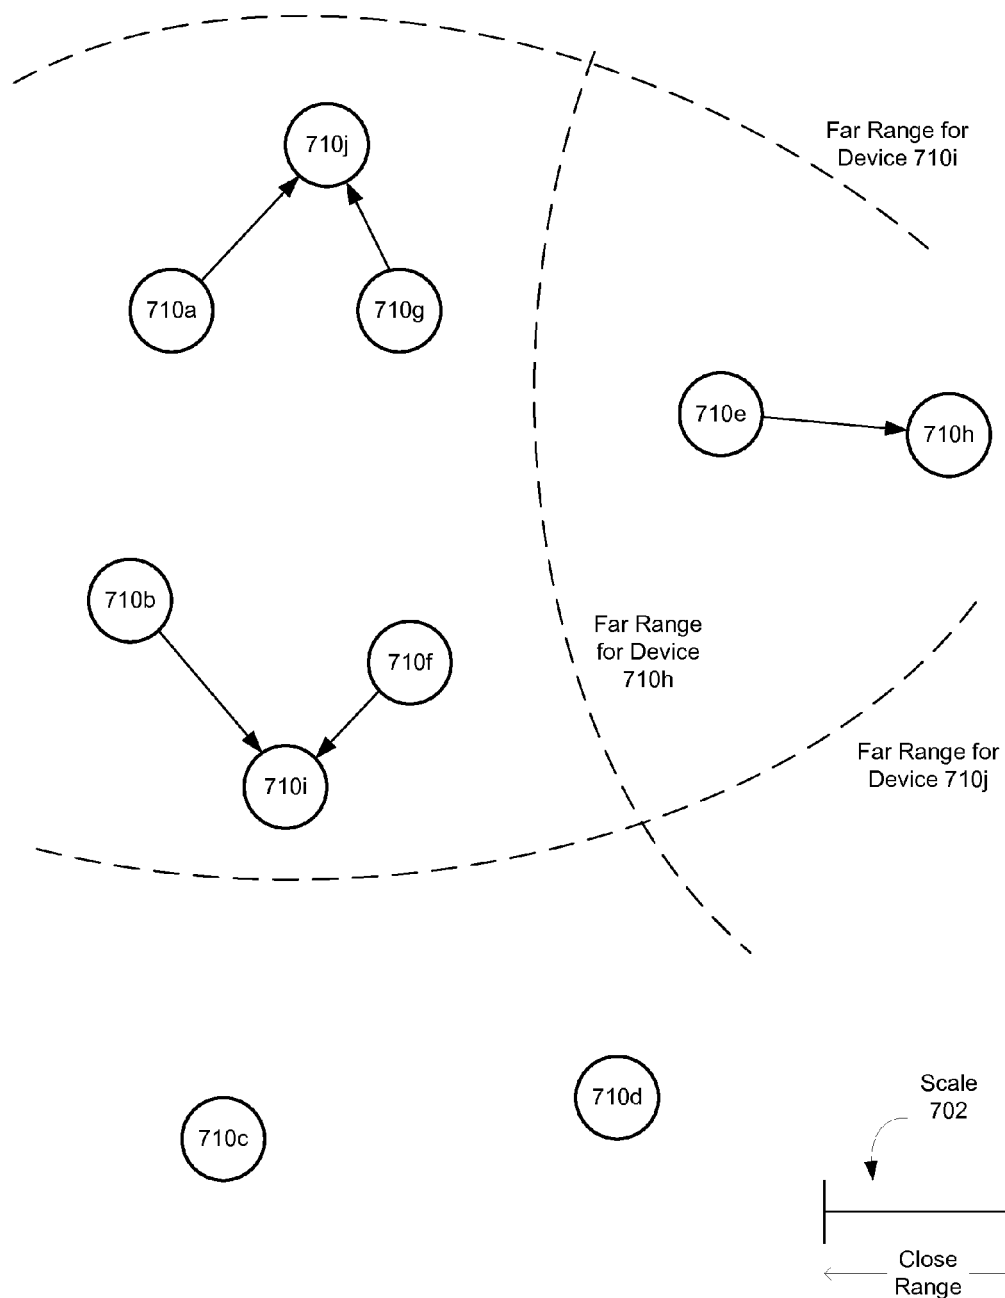 Far Range for
Device 710i
710j
710a
710g
710e
710h
710b
Far Range
for Device
710h
710f
Far Range for
Device 710j
710i
Scale
702
710d
710c
Close
Range